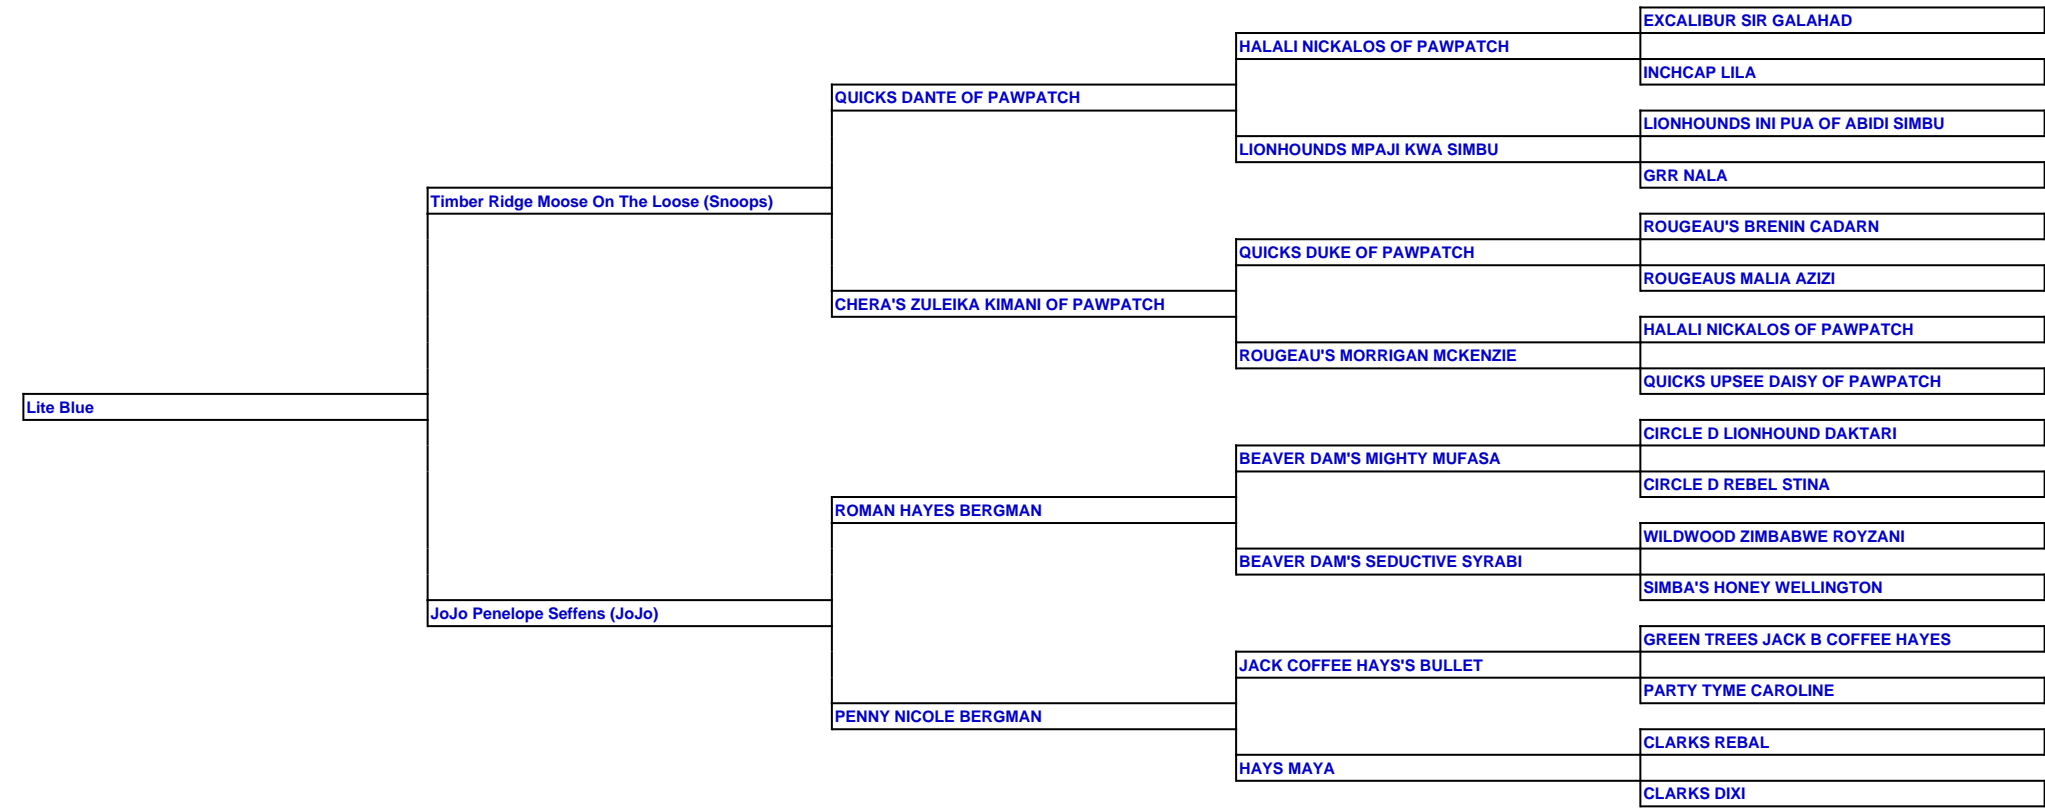 EXCALIBUR SIR GALAHAD
HALALI NICKALOS OF PAWPATCH
INCHCAP LILA
QUICKS DANTE OF PAWPATCH
LIONHOUNDS INI PUA OF ABIDI SIMBU
LIONHOUNDS MPAJI KWA SIMBU
GRR NALA
Timber Ridge Moose On The Loose (Snoops)
ROUGEAU'S BRENIN CADARN
QUICKS DUKE OF PAWPATCH
ROUGEAUS MALIA AZIZI
CHERA'S ZULEIKA KIMANI OF PAWPATCH
HALALI NICKALOS OF PAWPATCH
ROUGEAU'S MORRIGAN MCKENZIE
QUICKS UPSEE DAISY OF PAWPATCH
Lite Blue
CIRCLE D LIONHOUND DAKTARI
BEAVER DAM'S MIGHTY MUFASA
CIRCLE D REBEL STINA
ROMAN HAYES BERGMAN
WILDWOOD ZIMBABWE ROYZANI
BEAVER DAM'S SEDUCTIVE SYRABI
SIMBA'S HONEY WELLINGTON
JoJo Penelope Seffens (JoJo)
GREEN TREES JACK B COFFEE HAYES
JACK COFFEE HAYS'S BULLET
PARTY TYME CAROLINE
PENNY NICOLE BERGMAN
CLARKS REBAL
HAYS MAYA
CLARKS DIXI